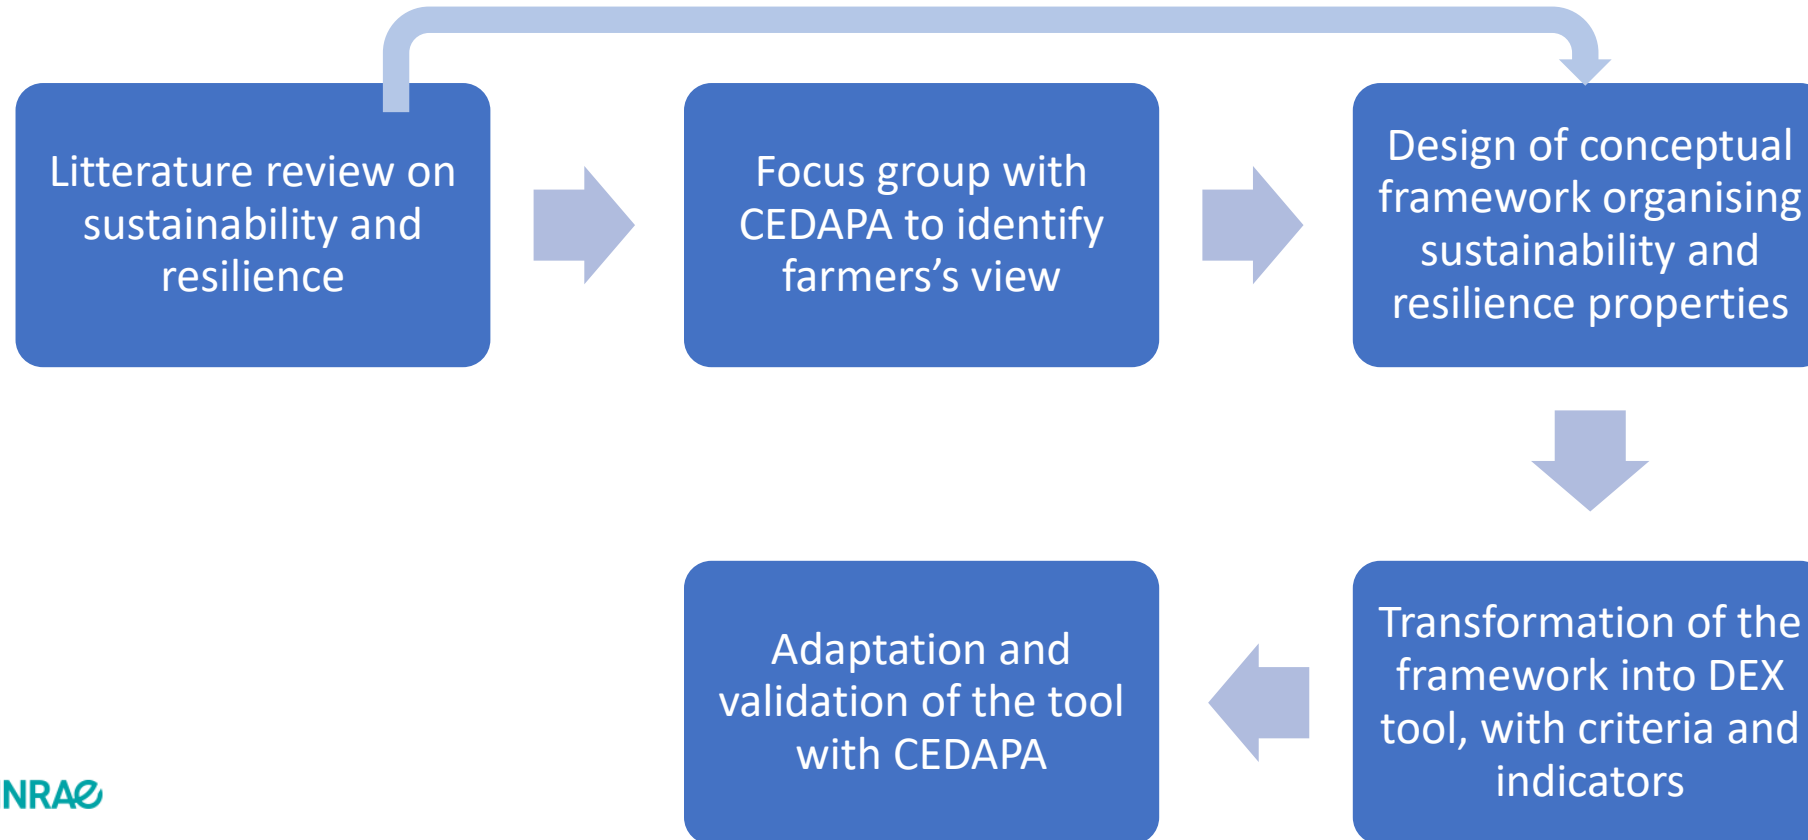 Litterature review on
sustainability and
resilience
Focus group with
CEDAPA to identify
farmers’s view
Design of conceptual
framework organising
sustainability and
resilience properties
Adaptation and
validation of the tool
with CEDAPA
Transformation of the
framework into DEX
tool, with criteria and
indicators
INRAE